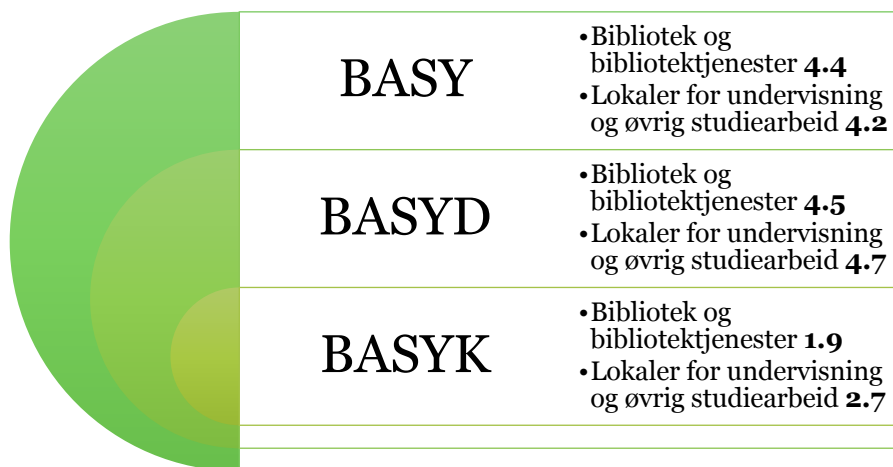 BASY
•Bibliotek og
bibliotektjenester 4.4
•Lokaler for undervisning
og øvrig studiearbeid 4.2
BASYD
•Bibliotek og
bibliotektjenester 4.5
•Lokaler for undervisning
og øvrig studiearbeid 4.7
BASYK
•Bibliotek og
bibliotektjenester 1.9
•Lokaler for undervisning
og øvrig studiearbeid 2.7